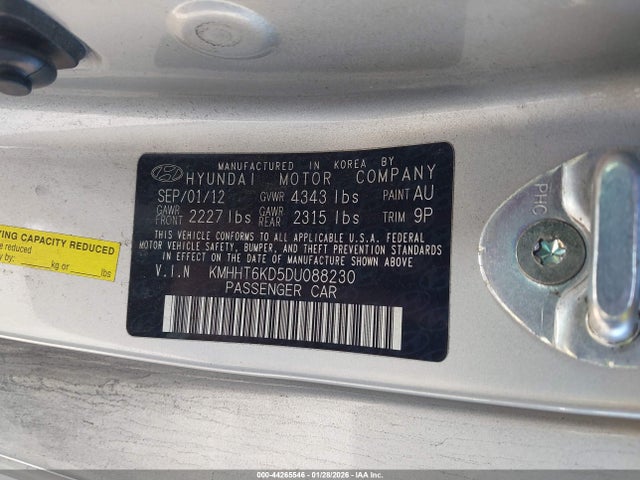 MANUFACTURED IN KOREA BY
HYUNDAI MOTOR COMPANY
SEP/01/12 GVWR 4343 lbs PAINT AU
GAWR FRONT 2227 lbs GAWR REAR 2315 lbs TRIM 9P
THIS VEHICLE CONFORMS TO ALL APPLICABLE U.S.A. FEDERAL
MOTOR VEHICLE SAFETY, BUMPER, AND THEFT PREVENTION STANDARDS
IN EFFECT ON THE DATE OF MANUFACTURE SHOWN ABOVE.
V.I.N KMHHT6KD5DU088230
PASSENGER CAR
YING CAPACITY REDUCED
reduced
by: kg or lbs
PHC
000-44265546 | 01/28/2026 | COPART